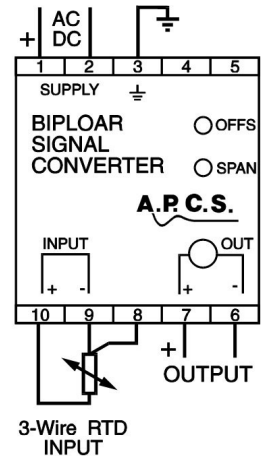 AC
+ DC
1 2 3 4 5
SUPPLY
BIPLOAR
SIGNAL
CONVERTER
OFFS
SPAN
A.P.C.S.
INPUT
OUT
+ - + -
10 9 8 7 6
+ -
OUTPUT
3-Wire RTD
INPUT